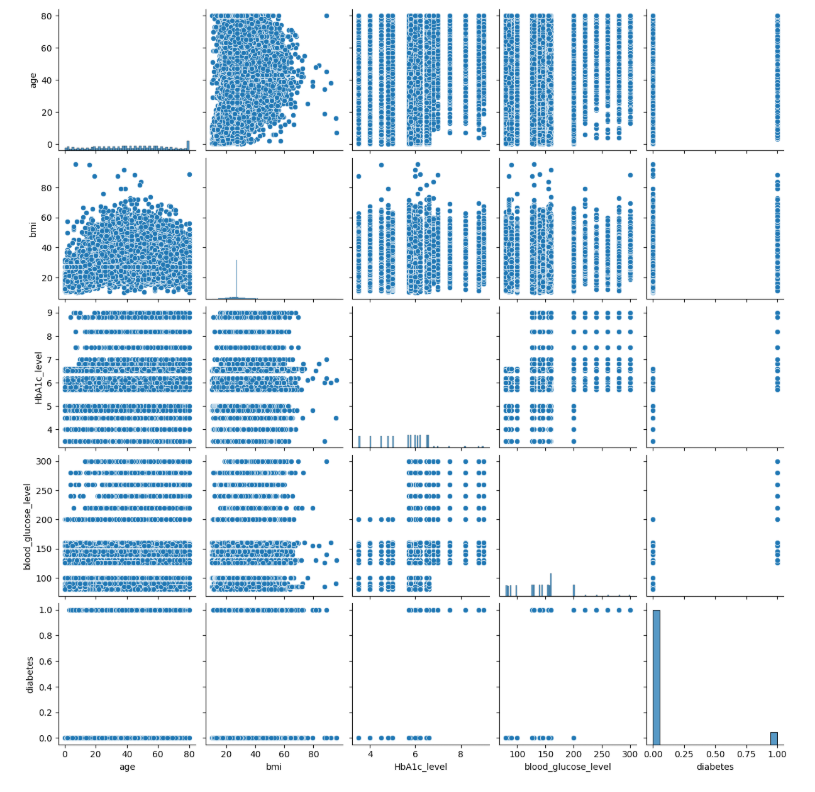 80
60
40
20
0
age
80
60
40
20
bmi
9
8
7
6
5
4
HbA1c_level
300
250
200
150
100
blood_glucose_level
1.0
0.8
0.6
0.4
0.2
0.0
diabetes
0 20 40 60 80
20 40 60 80
4 6 8
100 150 200 250 300
0.00 0.25 0.50 0.75 1.00
age bmi HbA1c_level blood_glucose_level diabetes